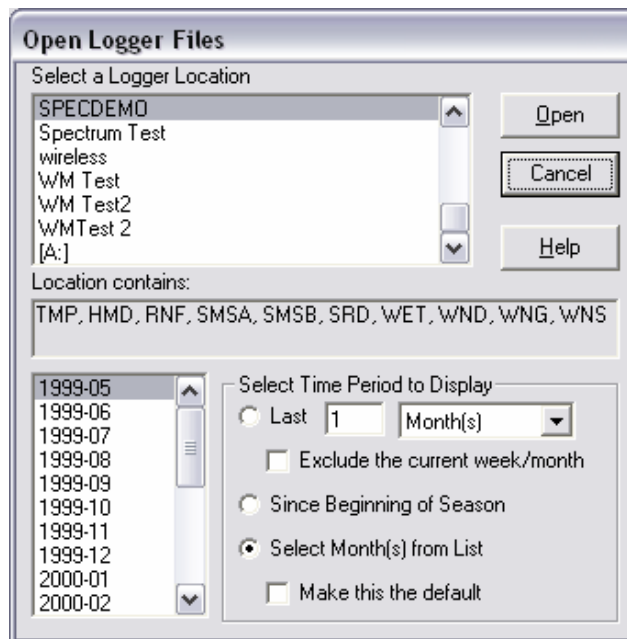 Open Logger Files
Select a Logger Location
SPECDEMO
Spectrum Test
wireless
WM Test
WM Test2
WMTest 2
[A:]
Open
Cancel
Help
Location contains:
TMP, HMD, RNF, SMSA, SMSB, SRD, WET, WND, WNG, WNS
1999-05
1999-06
1999-07
1999-08
1999-09
1999-10
1999-11
1999-12
2000-01
2000-02
Select Time Period to Display
Last 1 Month(s)
Exclude the current week/month
Since Beginning of Season
Select Month(s) from List
Make this the default